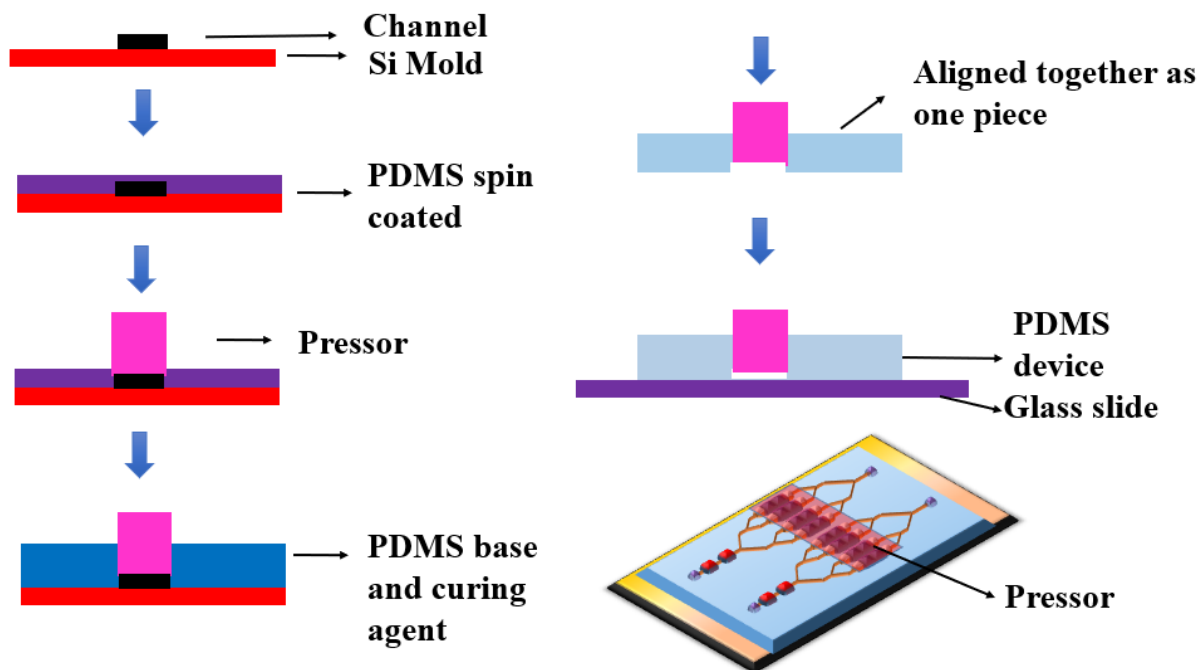 Channel
Si Mold
PDMS spin
coated
Pressor
PDMS base
and curing
agent
Aligned together as
one piece
PDMS
device
Glass slide
Pressor